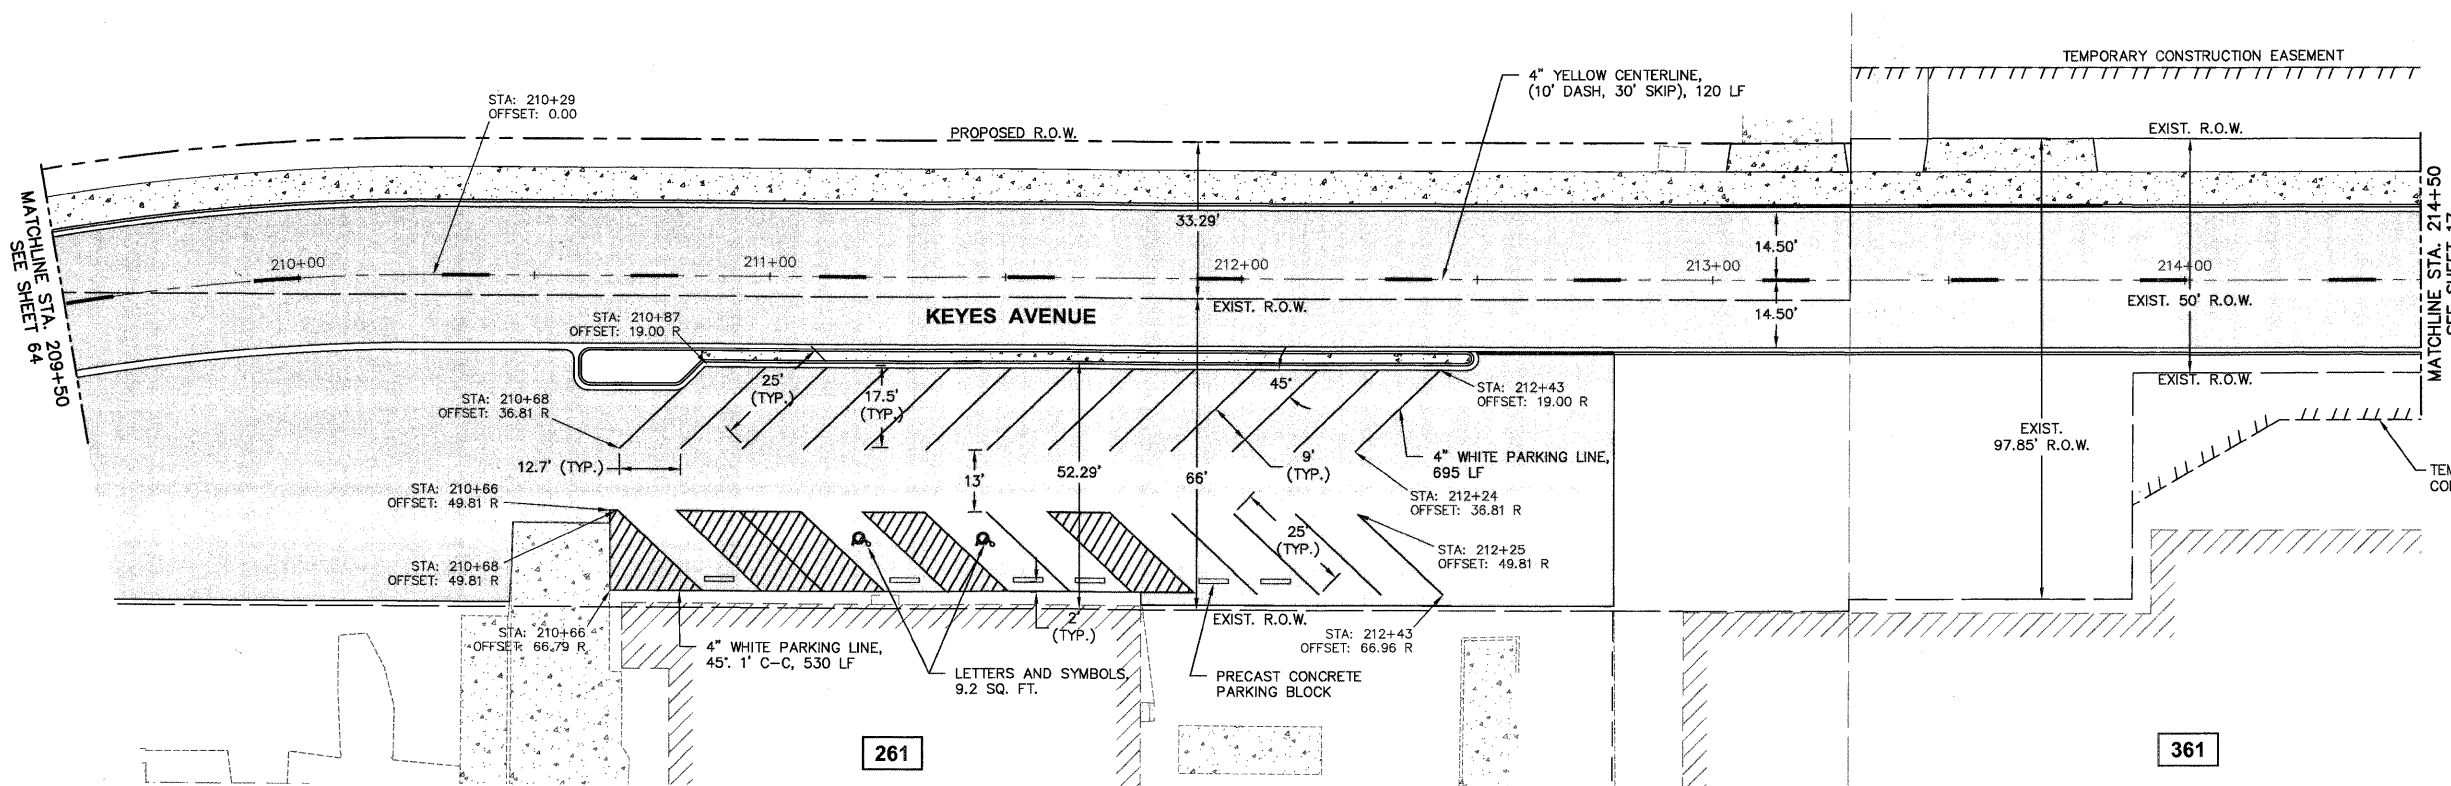 TEMPORARY CONSTRUCTION EASEMENT
4" YELLOW CENTERLINE,
(10' DASH, 30' SKIP), 120 LF
STA: 210+29
OFFSET: 0.00
PROPOSED R.O.W.
EXIST. R.O.W.
MATCHLINE STA. 209+50
SEE SHEET 64
33.29'
14.50'
210+00
211+00
212+00
213+00
214+00
MATCHLINE STA. 214+50
SEE SHEET 17
EXIST. R.O.W.
EXIST. 50' R.O.W.
KEYES AVENUE
14.50'
STA: 210+87
OFFSET: 19.00 R
25'
(TYP.)
17.5'
(TYP.)
45°
STA: 212+43
OFFSET: 19.00 R
EXIST. R.O.W.
STA: 210+68
OFFSET: 36.81 R
12.7' (TYP.)
13'
52.29'
66'
9'
(TYP.)
4" WHITE PARKING LINE,
695 LF
EXIST.
97.85' R.O.W.
STA: 210+66
OFFSET: 49.81 R
STA: 212+24
OFFSET: 36.81 R
25'
(TYP.)
STA: 212+25
OFFSET: 49.81 R
STA: 210+68
OFFSET: 49.81 R
STA: 210+66
OFFSET: 66.79 R
4" WHITE PARKING LINE,
45°. 1' C-C, 530 LF
LETTERS AND SYMBOLS,
9.2 SQ. FT.
2'
(TYP.)
EXIST. R.O.W.
STA: 212+43
OFFSET: 66.96 R
PRECAST CONCRETE
PARKING BLOCK
261
361